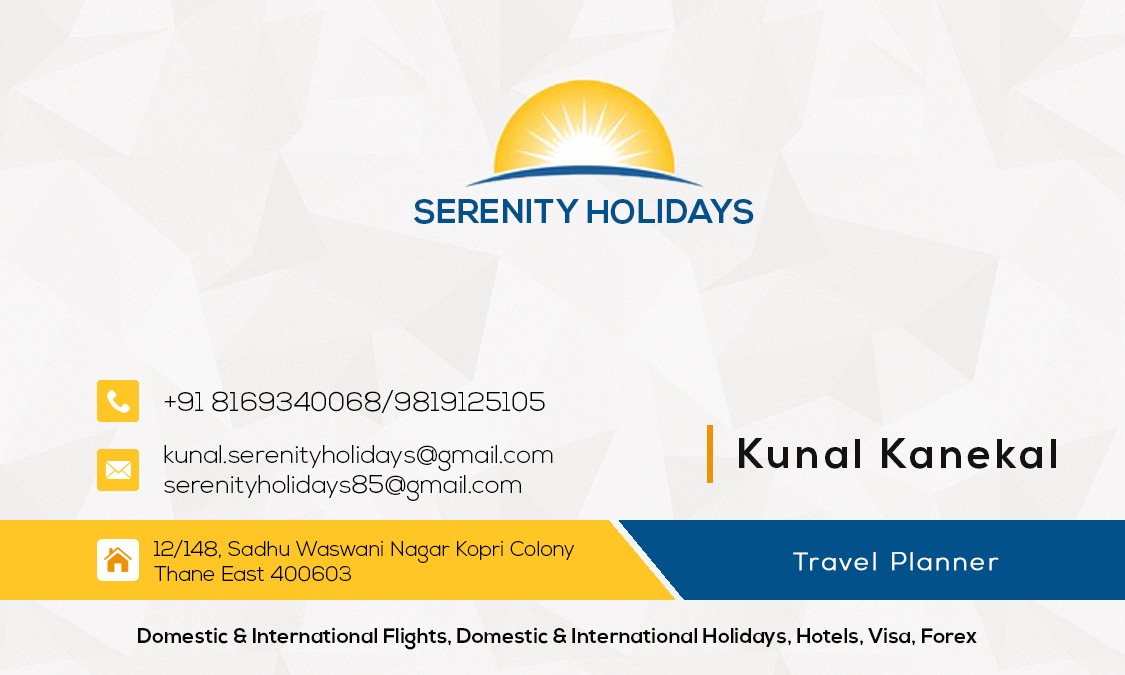 SERENITY HOLIDAYS
+91 8169340068/9819125105
kunal.serenityholidays@gmail.com
serenityholidays85@gmail.com
Kunal Kanekal
12/148, Sadhu Waswani Nagar Kopri Colony
Thane East 400603
Travel Planner
Domestic & International Flights, Domestic & International Holidays, Hotels, Visa, Forex